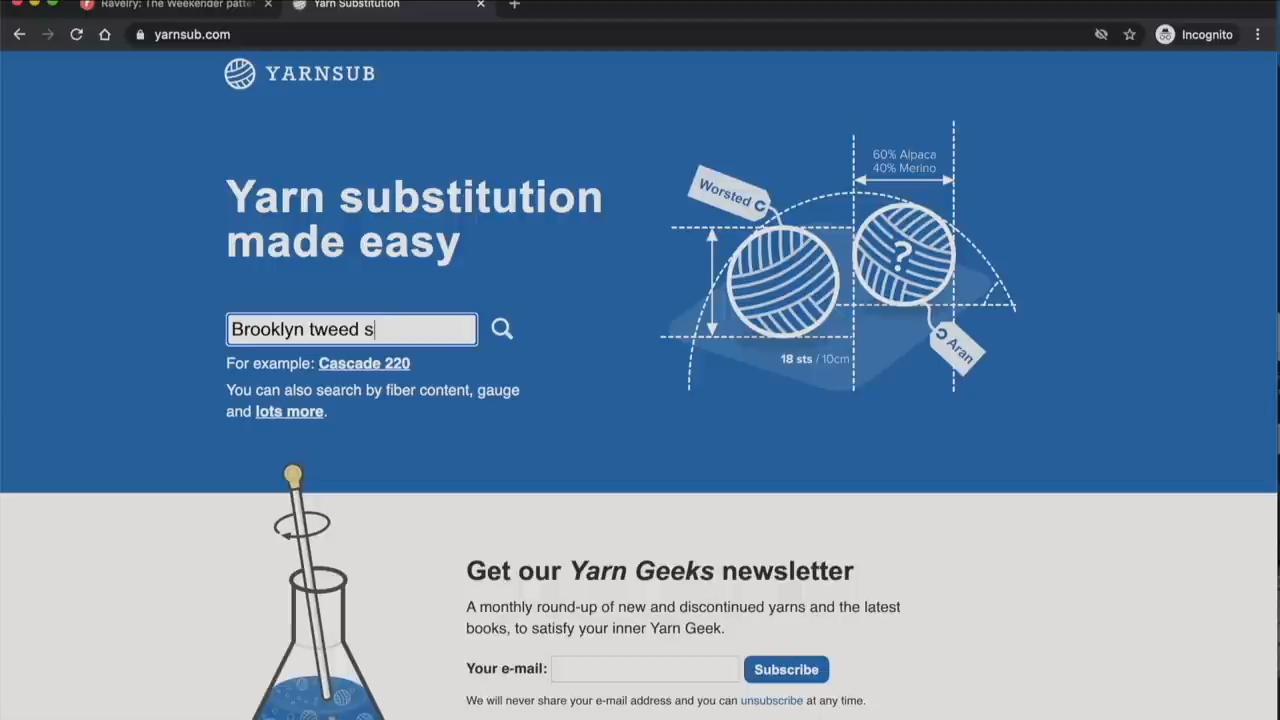 Ravelry: The Weekender patte
Yarn Substitution
yarnsub.com
Incognito
YARNSUB
60% Alpaca
40% Merino
Worsted
Yarn substitution
made easy
?
Aran
18 sts / 10cm
Brooklyn tweed s
For example: Cascade 220
You can also search by fiber content, gauge
and lots more.
Get our Yarn Geeks newsletter
A monthly round-up of new and discontinued yarns and the latest
books, to satisfy your inner Yarn Geek.
Your e-mail:
Subscribe
We will never share your e-mail address and you can unsubscribe at any time.